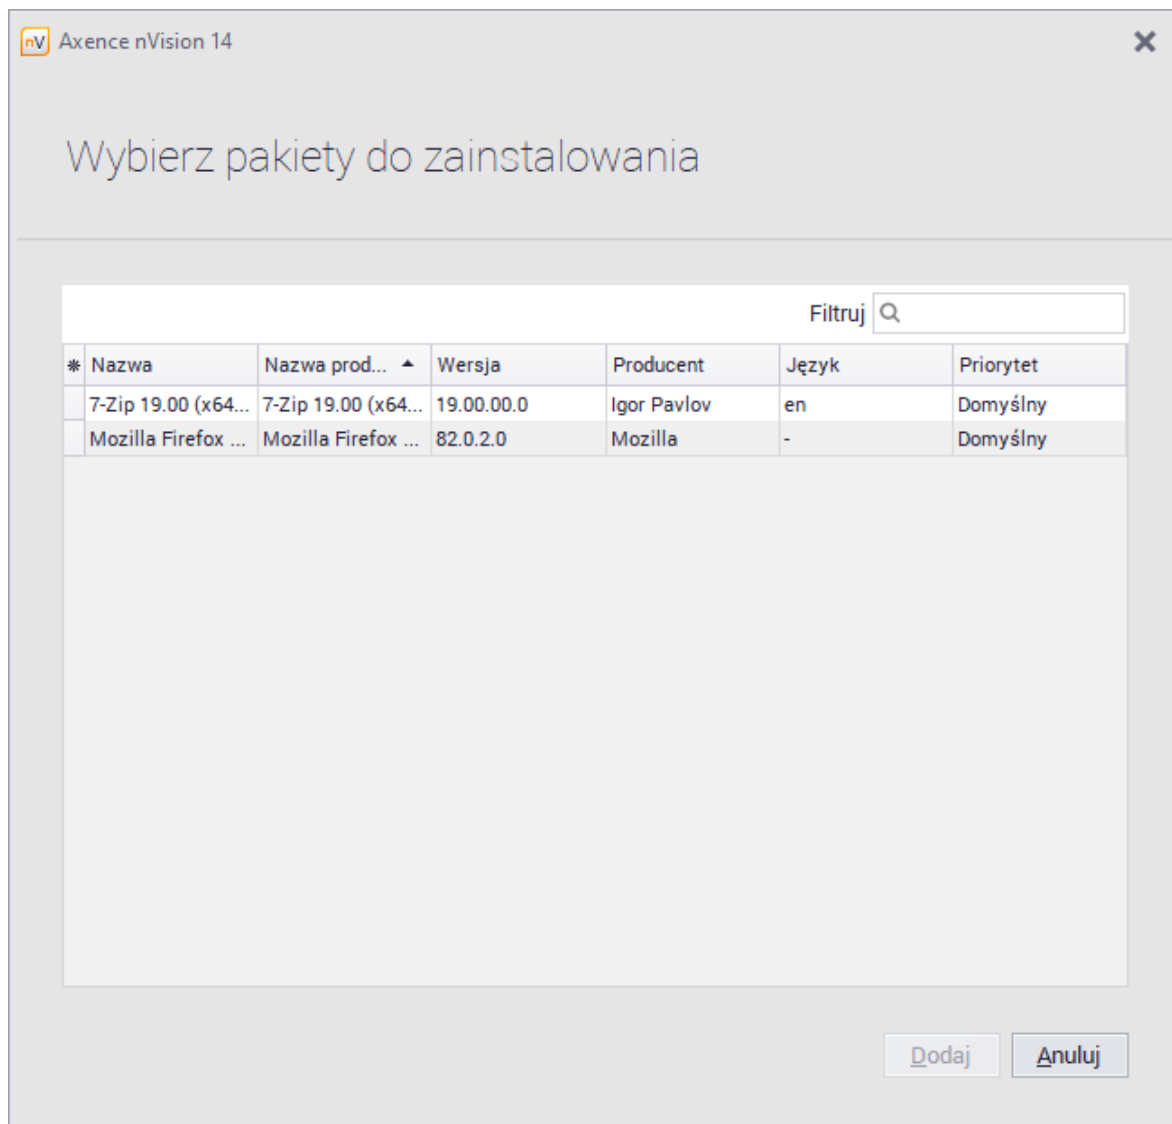 nV Axence nVision 14
Wybierz pakiety do zainstalowania
Filtruj
Nazwa Nazwa prod... Wersja Producent Język Priorytet
7-Zip 19.00 (x64... 7-Zip 19.00 (x64... 19.00.00.0 Igor Pavlov en Domyślny
Mozilla Firefox ... Mozilla Firefox ... 82.0.2.0 Mozilla - Domyślny
Dodaj Anuluj